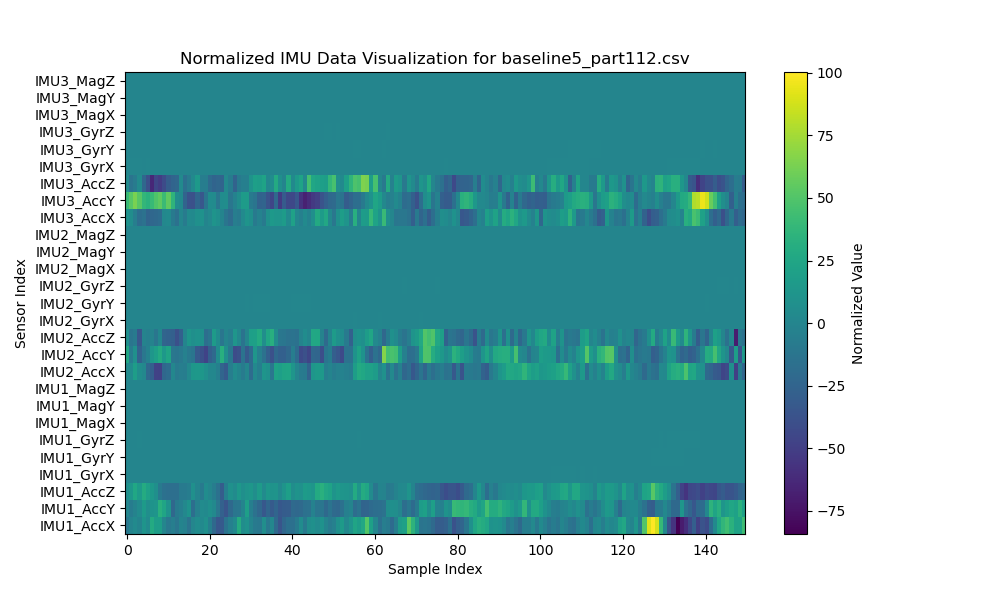 Normalized IMU Data Visualization for baseline5_part112.csv
IMU3_MagZ
IMU3_MagY
IMU3_MagX
IMU3_GyrZ
IMU3_GyrY
IMU3_GyrX
IMU3_AccZ
IMU3_AccY
IMU3_AccX
IMU2_MagZ
IMU2_MagY
IMU2_MagX
IMU2_GyrZ
IMU2_GyrY
IMU2_GyrX
IMU2_AccZ
IMU2_AccY
IMU2_AccX
IMU1_MagZ
IMU1_MagY
IMU1_MagX
IMU1_GyrZ
IMU1_GyrY
IMU1_GyrX
IMU1_AccZ
IMU1_AccY
IMU1_AccX
Sensor Index
0 20 40 60 80 100 120 140
Sample Index
100
75
50
25
0
−25
−50
−75
Normalized Value